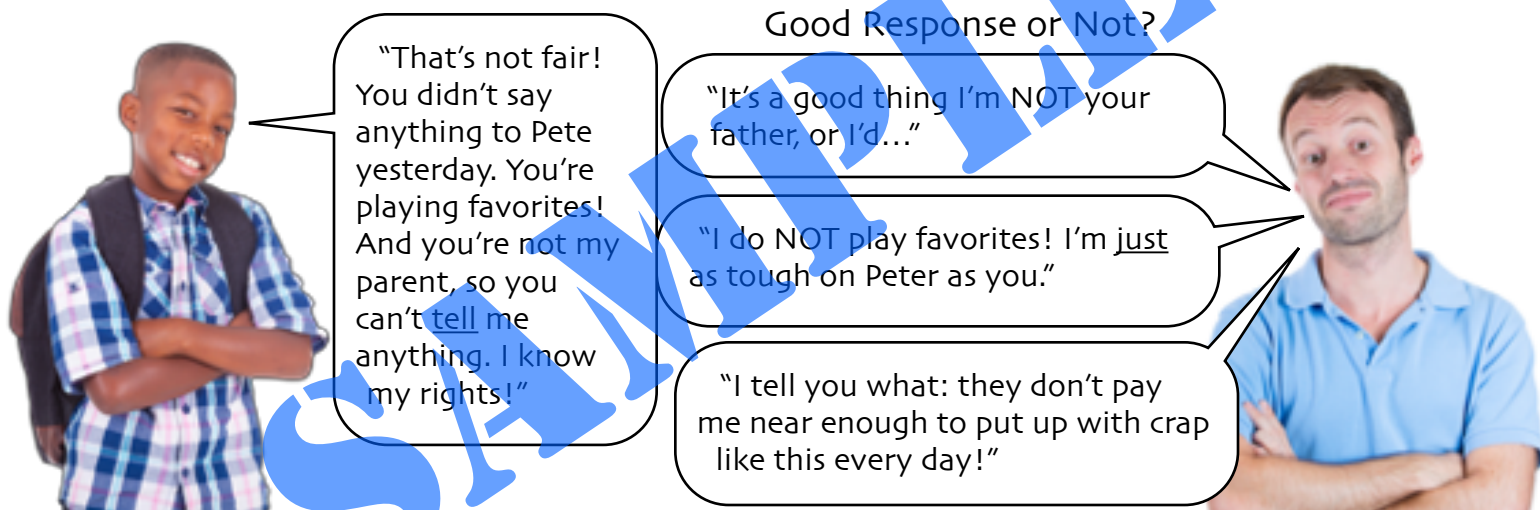 Good Response or Not?
“That’s not fair!
You didn’t say
anything to Pete
yesterday. You’re
playing favorites!
And you’re not my
parent, so you
can’t tell me
anything. I know
my rights!”
“It’s a good thing I’m NOT your
father, or I’d…”
“I do NOT play favorites! I’m just
as tough on Peter as you.”
“I tell you what: they don’t pay
me near enough to put up with crap
like this every day!”
SAMPLE